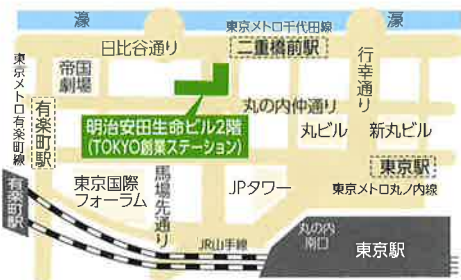 濠
東京メトロ千代田線
濠
日比谷通り
二重橋前駅
行幸通り
帝国
劇場
東京メトロ有楽町線
有楽町駅
丸の内仲通り
明治安田生命ビル2階
(TOKYO創業ステーション)
丸ビル
新丸ビル
東京駅
東京国際
フォーラム
馬場先通り
JPタワー
東京メトロ丸ノ内線
有楽町駅
JR山手線
丸の内
南口
東京駅